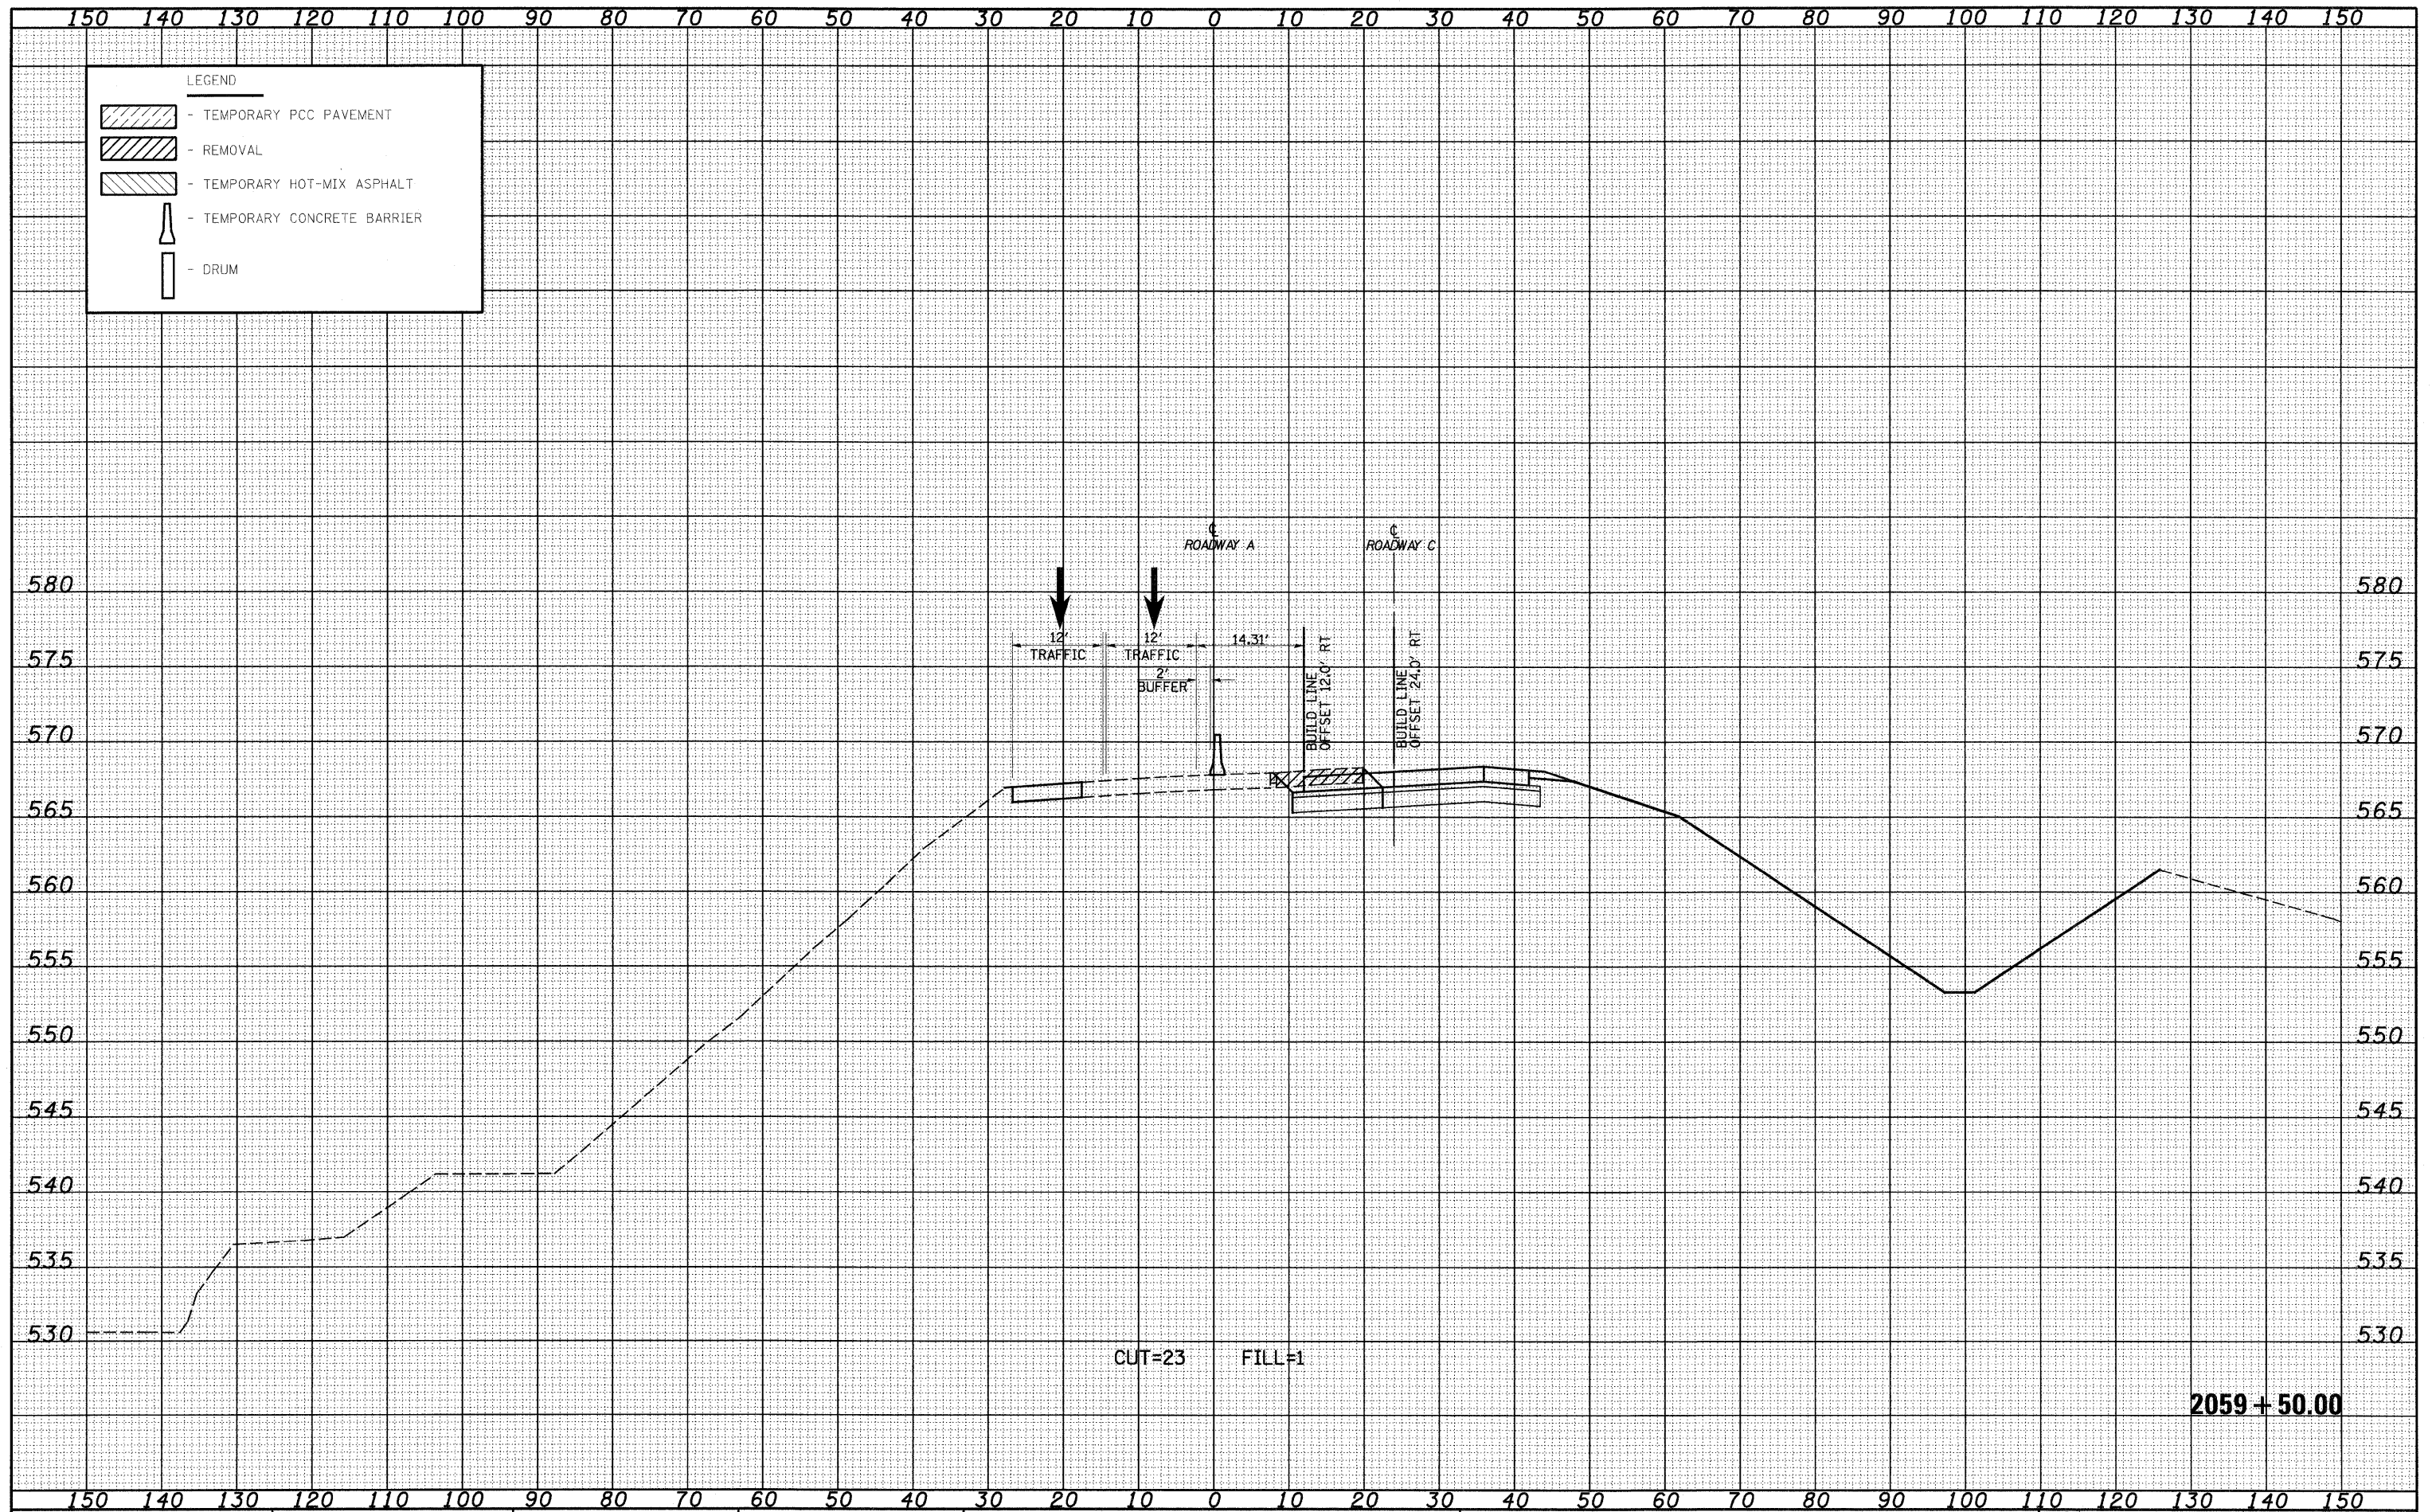 150 140 130 120 110 100 90 80 70 60 50 40 30 20 10 0 10 20 30 40 50 60 70 80 90 100 110 120 130 140 150
LEGEND
- TEMPORARY PCC PAVEMENT
- REMOVAL
- TEMPORARY HOT-MIX ASPHALT
- TEMPORARY CONCRETE BARRIER
- DRUM
℄
ROADWAY A
℄
ROADWAY C
580 580
12' 12' 14.31'
TRAFFIC TRAFFIC
575 575
2'
BUFFER
BUILD LINE
OFFSET 12.0' RT
BUILD LINE
OFFSET 24.0' RT
570 570
565 565
560 560
555 555
550 550
545 545
540 540
535 535
530 530
CUT=23 FILL=1
2059 + 50.00
150 140 130 120 110 100 90 80 70 60 50 40 30 20 10 0 10 20 30 40 50 60 70 80 90 100 110 120 130 140 150